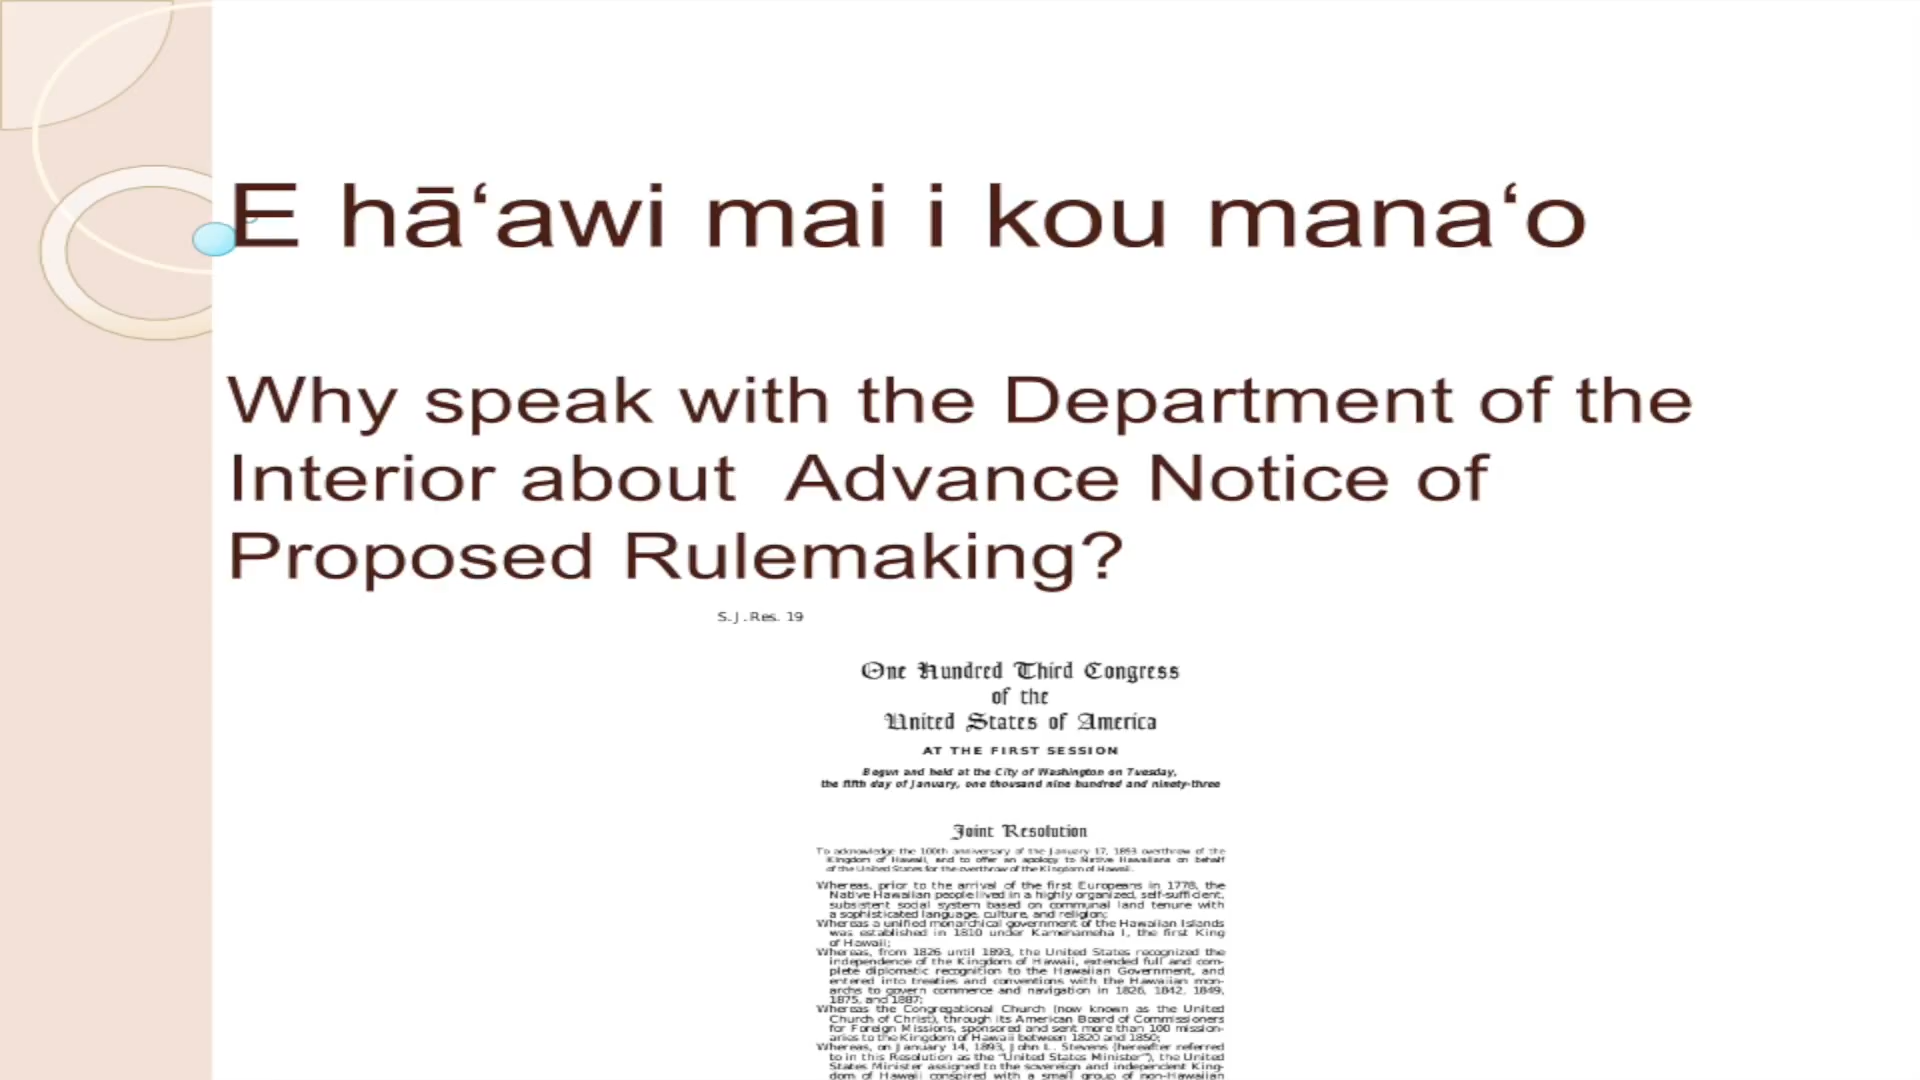 E hāʻawi mai i kou manaʻo
Why speak with the Department of the
Interior about Advance Notice of
Proposed Rulemaking?
S.J.Res. 19
One Hundred Third Congress
of the
United States of America
AT THE FIRST SESSION
Begun and held at the City of Washington on Tuesday,
the fifth day of January, one thousand nine hundred and ninety-three
Joint Resolution
To acknowledge the 100th anniversary of the January 17, 1893 overthrow of the
Kingdom of Hawaii, and to offer an apology to Native Hawaiians on behalf
of the United States for the overthrow of the Kingdom of Hawaii.
Whereas, prior to the arrival of the first Europeans in 1778, the
Native Hawaiian people lived in a highly organized, self-sufficient,
subsistent social system based on communal land tenure with
a sophisticated language, culture, and religion;
Whereas a unified monarchical government of the Hawaiian Islands
was established in 1810 under Kamehameha I, the first King
of Hawaii;
Whereas, from 1826 until 1893, the United States recognized the
independence of the Kingdom of Hawaii, extended full and com-
plete diplomatic recognition to the Hawaiian Government, and
entered into treaties and conventions with the Hawaiian mon-
archs to govern commerce and navigation in 1826, 1842, 1849,
1875, and 1887;
Whereas the Congregational Church (now known as the United
Church of Christ), through its American Board of Commissioners
for Foreign Missions, sponsored and sent more than 100 mission-
aries to the Kingdom of Hawaii between 1820 and 1850;
Whereas, on January 14, 1893, John L. Stevens (hereafter referred
to in this Resolution as the "United States Minister"), the United
States Minister assigned to the sovereign and independent King-
dom of Hawaii conspired with a small group of non-Hawaiian